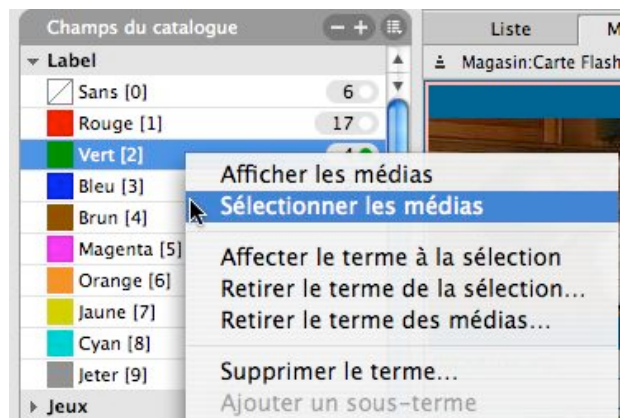 Champs du catalogue
Liste
Label
Magasin:Carte Flash
Sans [0] 6
Rouge [1] 17
Vert [2]
Bleu [3]
Brun [4]
Magenta [5]
Orange [6]
Jaune [7]
Cyan [8]
Jeter [9]
Jeux
Afficher les médias
Sélectionner les médias
Affecter le terme à la sélection
Retirer le terme de la sélection...
Retirer le terme des médias...
Supprimer le terme...
Ajouter un sous-terme